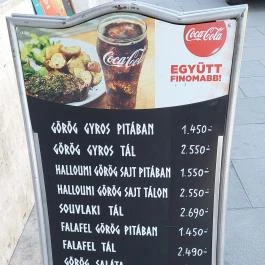 Coca-Cola
Coca-Cola
EGYÜTT
FINOMABB!
GÖRÖG GYROS PITÁBAN 1.450-
GÖRÖG GYROS TÁL 2.550-
HALLOUMI GÖRÖG SAJT PITÁBAN 1.550-
HALLOUMI GÖRÖG SAJT TÁLON 2.550-
SOUVLAKI TÁL 2.690-
FALAFEL GÖRÖG PITÁBAN 1.450-
FALAFEL TÁL 2.490-
GÖRÖG SALÁTA